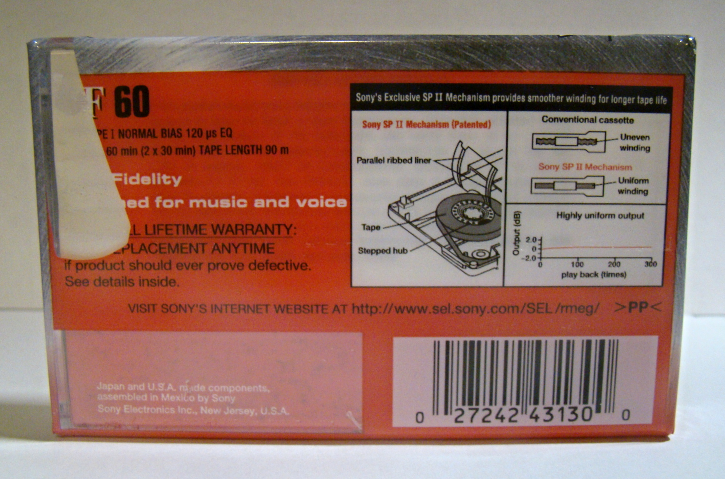 F 60
PE I NORMAL BIAS 120 µs EQ
60 min (2 x 30 min) TAPE LENGTH 90 m
Fidelity
ned for music and voice
L LIFETIME WARRANTY:
EPLACEMENT ANYTIME
if product should ever prove defective.
See details inside.
Sony's Exclusive SP II Mechanism provides smoother winding for longer tape life
Sony SP II Mechanism (Patented)
Parallel ribbed liner
Tape
Stepped hub
Conventional cassette
Uneven
winding
Sony SP II Mechanism
Uniform
winding
Highly uniform output
Output (dB)
2.0
0
-2.0
0 100 200 300
play back (times)
VISIT SONY'S INTERNET WEBSITE AT http://www.sel.sony.com/SEL/rmeg/ >PP<
Japan and U.S.A. made components,
assembled in Mexico by Sony
Sony Electronics Inc., New Jersey, U.S.A.
0 27242 43130 0